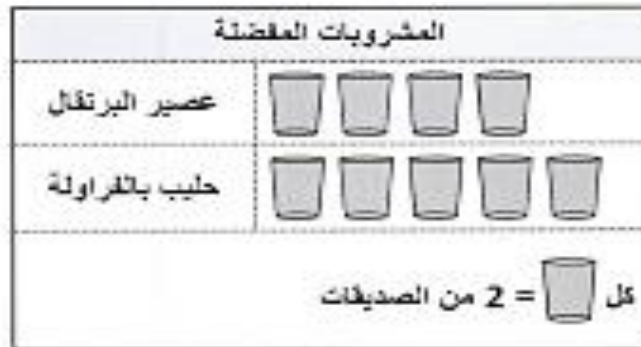 المشروبات المفضلة
عصير البرتقال
حليب بالفراولة
كل = 2 من الصديقات